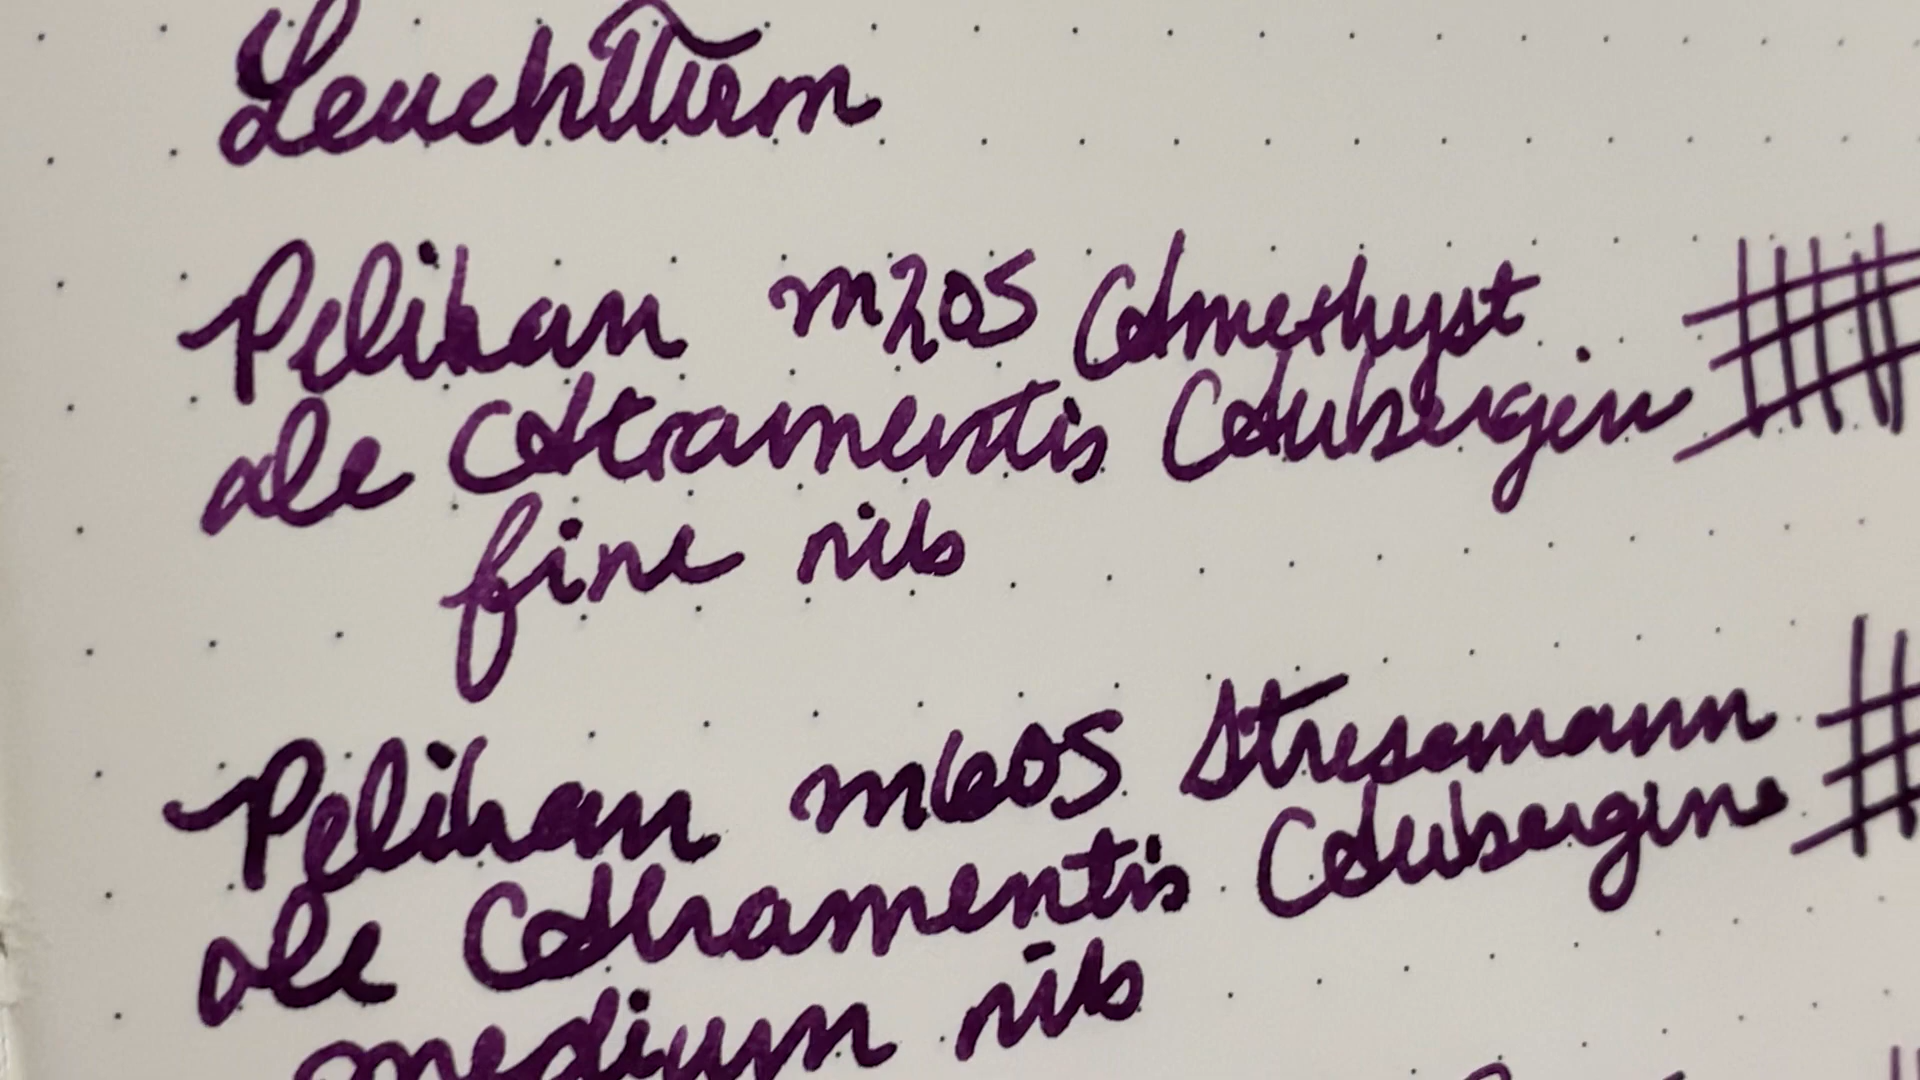 Leuchtturm
Pelikan m205 Amethyst
de Atramentis Aubergine
fine nib
Pelikan m605 Stresemann
de Atramentis Aubergine
medium nib